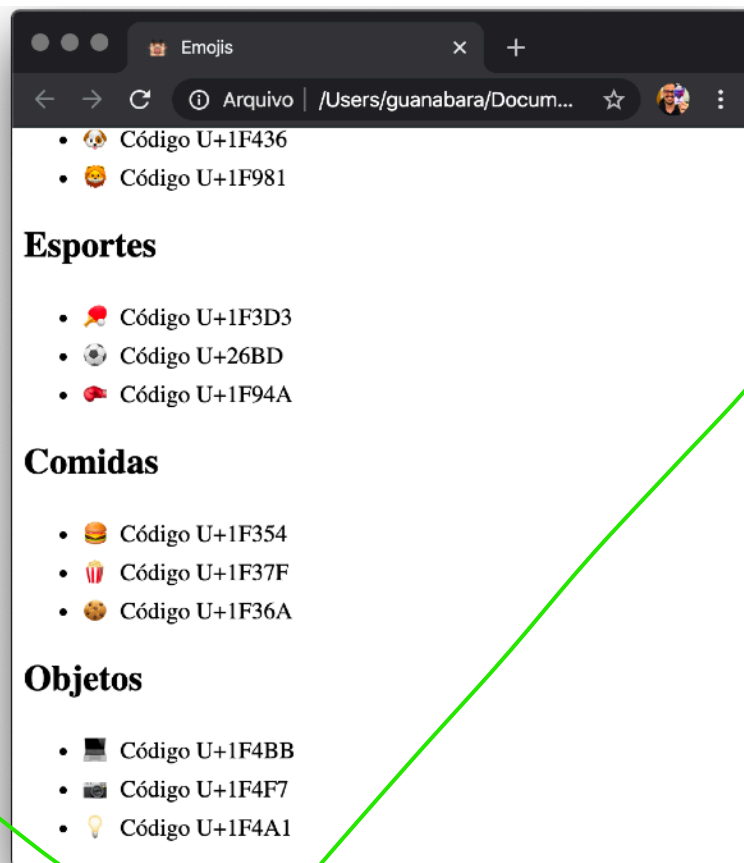 Emojis
Arquivo | /Users/guanabara/Docum...
Código U+1F436
Código U+1F981
Esportes
Código U+1F3D3
Código U+26BD
Código U+1F94A
Comidas
Código U+1F354
Código U+1F37F
Código U+1F36A
Objetos
Código U+1F4BB
Código U+1F4F7
Código U+1F4A1